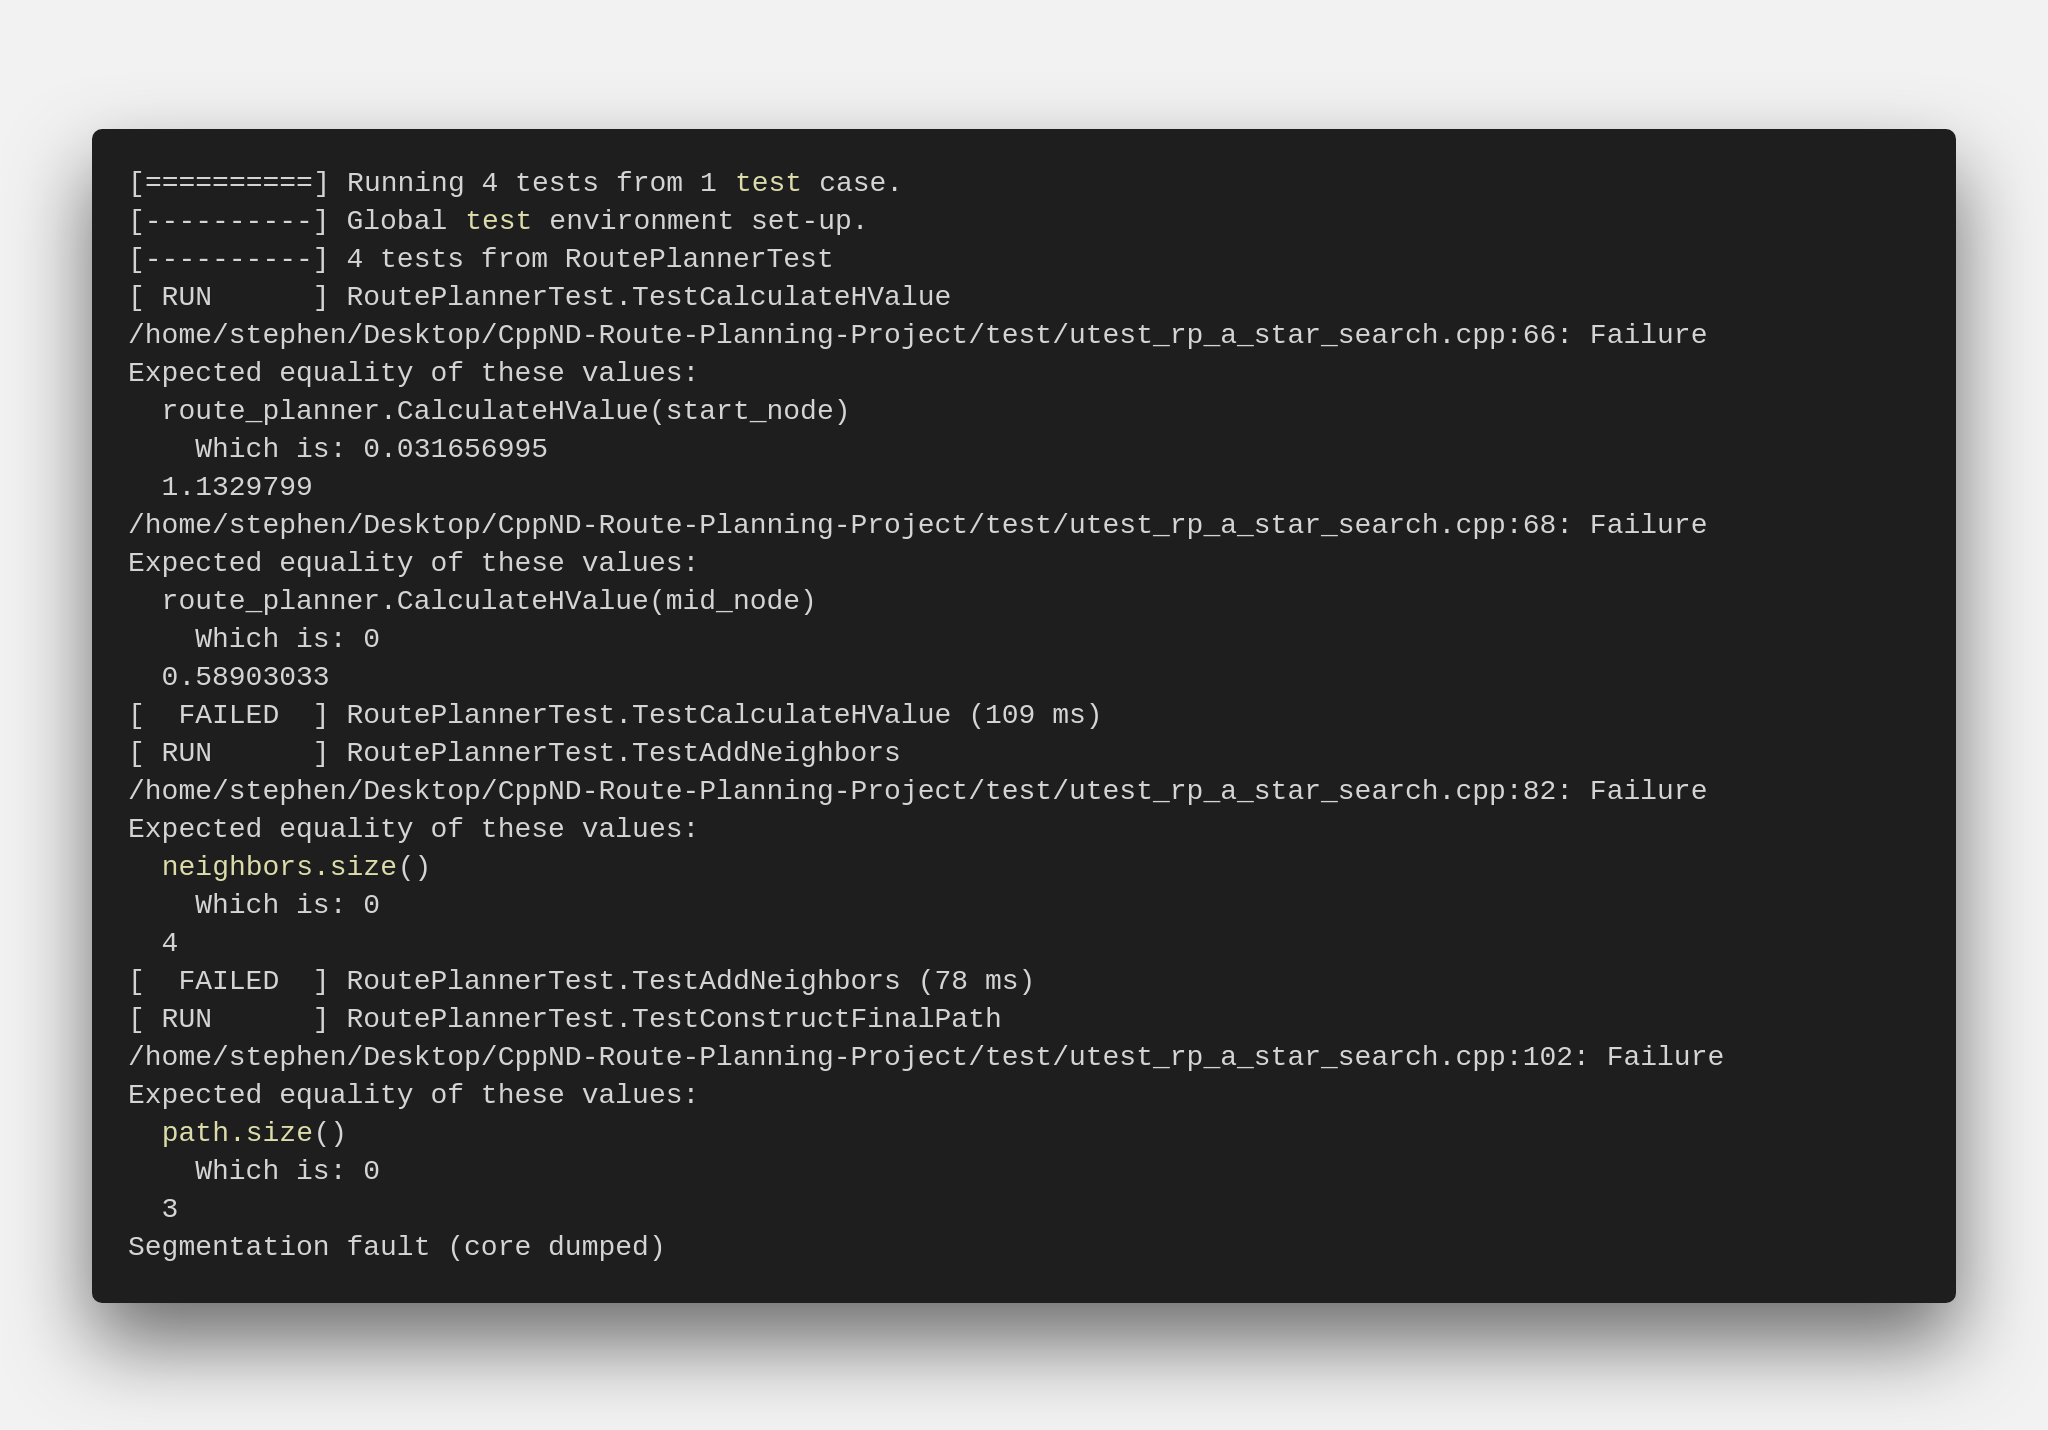 [==========] Running 4 tests from 1 test case.
[----------] Global test environment set-up.
[----------] 4 tests from RoutePlannerTest
[ RUN      ] RoutePlannerTest.TestCalculateHValue
/home/stephen/Desktop/CppND-Route-Planning-Project/test/utest_rp_a_star_search.cpp:66: Failure
Expected equality of these values:
  route_planner.CalculateHValue(start_node)
    Which is: 0.031656995
  1.1329799
/home/stephen/Desktop/CppND-Route-Planning-Project/test/utest_rp_a_star_search.cpp:68: Failure
Expected equality of these values:
  route_planner.CalculateHValue(mid_node)
    Which is: 0
  0.58903033
[  FAILED  ] RoutePlannerTest.TestCalculateHValue (109 ms)
[ RUN      ] RoutePlannerTest.TestAddNeighbors
/home/stephen/Desktop/CppND-Route-Planning-Project/test/utest_rp_a_star_search.cpp:82: Failure
Expected equality of these values:
  neighbors.size()
    Which is: 0
  4
[  FAILED  ] RoutePlannerTest.TestAddNeighbors (78 ms)
[ RUN      ] RoutePlannerTest.TestConstructFinalPath
/home/stephen/Desktop/CppND-Route-Planning-Project/test/utest_rp_a_star_search.cpp:102: Failure
Expected equality of these values:
  path.size()
    Which is: 0
  3
Segmentation fault (core dumped)